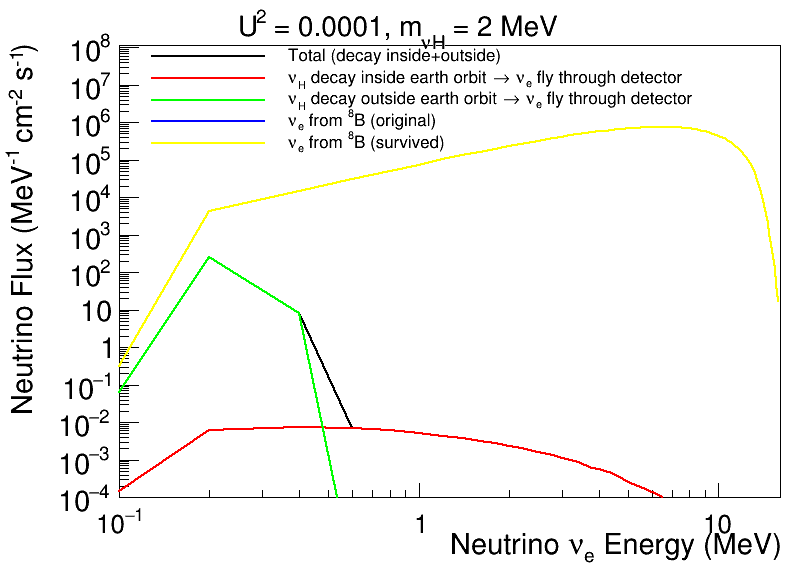 U² = 0.0001, m_νH = 2 MeV
Neutrino Flux (MeV⁻¹ cm⁻² s⁻¹)
Total (decay inside+outside)
ν_H decay inside earth orbit → ν_e fly through detector
ν_H decay outside earth orbit → ν_e fly through detector
ν_e from ⁸B (original)
ν_e from ⁸B (survived)
10⁸
10⁷
10⁶
10⁵
10⁴
10³
10²
10
1
10⁻¹
10⁻²
10⁻³
10⁻⁴
10⁻¹
1
10
Neutrino ν_e Energy (MeV)